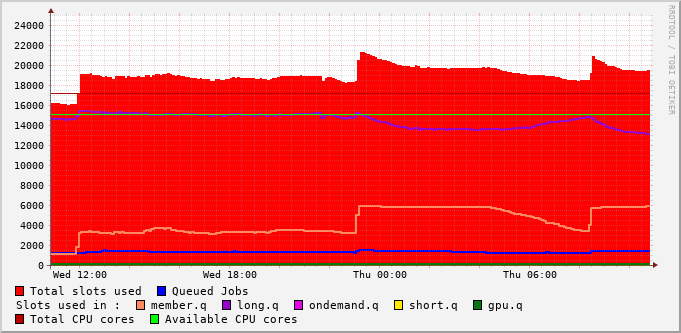 24000
22000
20000
18000
16000
14000
12000
10000
8000
6000
4000
2000
0
Wed 12:00 Wed 18:00 Thu 00:00 Thu 06:00
RRDTOOL / TOBI OETIKER
Total slots used Queued Jobs
Slots used in : member.q long.q ondemand.q short.q gpu.q
Total CPU cores Available CPU cores